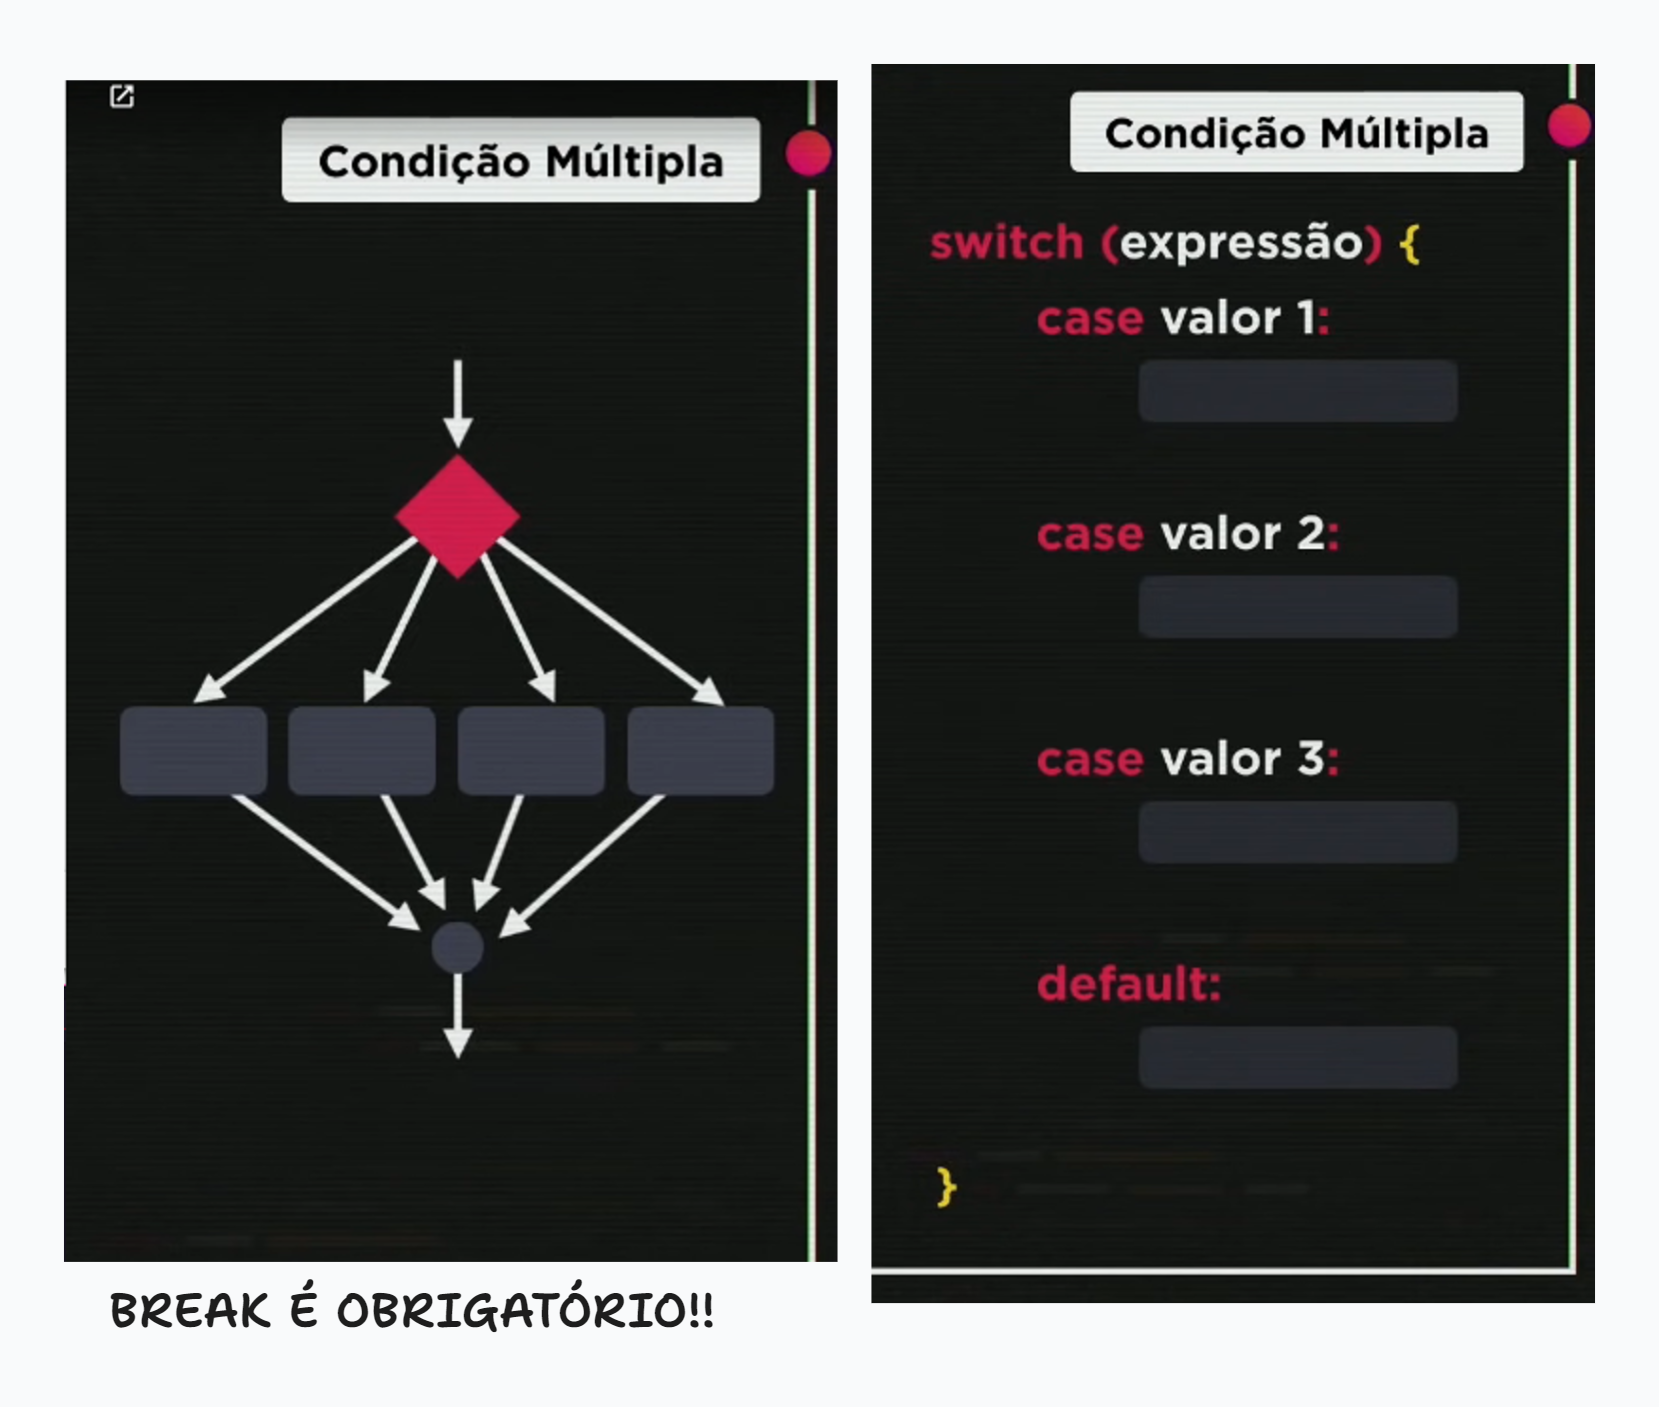 Condição Múltipla
BREAK É OBRIGATÓRIO!!
Condição Múltipla
switch (expressão) {
case valor 1:
case valor 2:
case valor 3:
default:
}